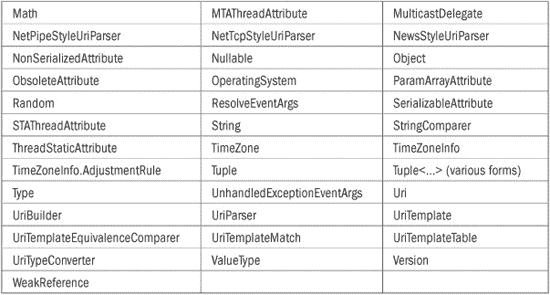 Math MTAThreadAttribute MulticastDelegate
NetPipeStyleUriParser NetTcpStyleUriParser NewsStyleUriParser
NonSerializedAttribute Nullable Object
ObsoleteAttribute OperatingSystem ParamArrayAttribute
Random ResolveEventArgs SerializableAttribute
STAThreadAttribute String StringComparer
ThreadStaticAttribute TimeZone TimeZoneInfo
TimeZoneInfo.AdjustmentRule Tuple Tuple<...> (various forms)
Type UnhandledExceptionEventArgs Uri
UriBuilder UriParser UriTemplate
UriTemplateEquivalenceComparer UriTemplateMatch UriTemplateTable
UriTypeConverter ValueType Version
WeakReference